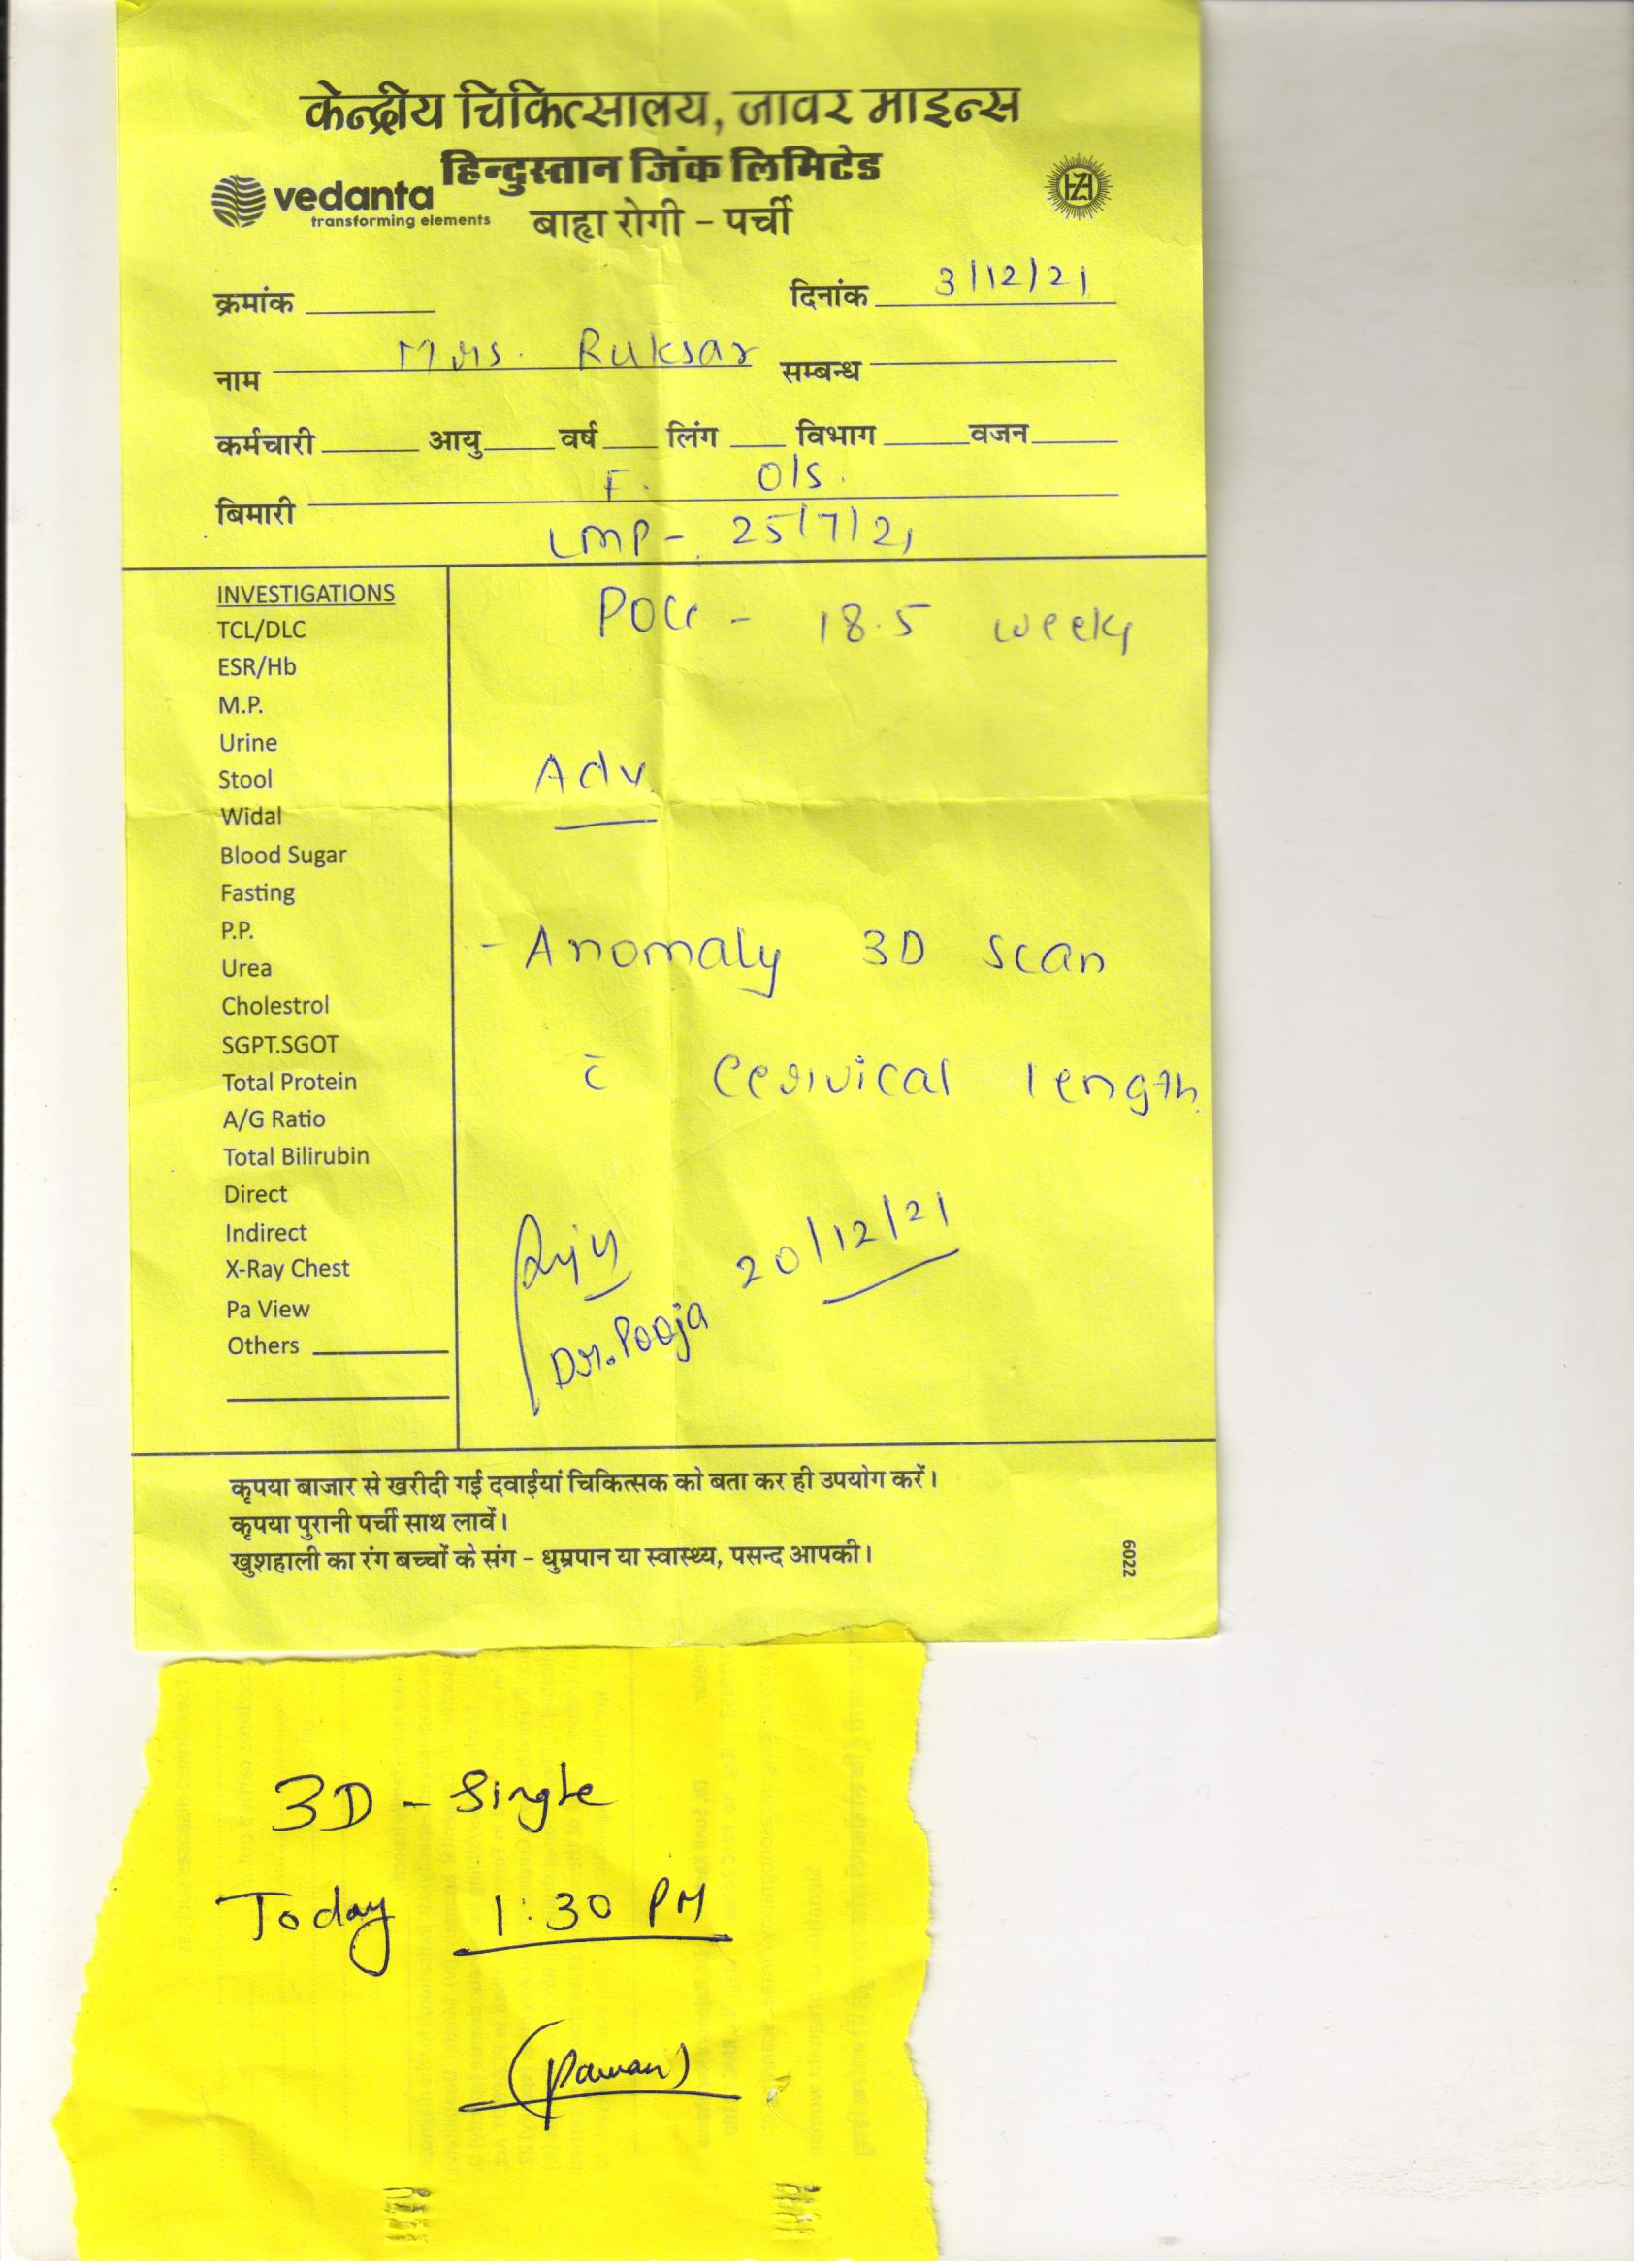 केन्द्रीय चिकित्सालय, जावर माइन्स
हिन्दुस्तान जिंक लिमिटेड
vedanta
transforming elements
बाह्य रोगी - पर्ची
HZL
क्रमांक दिनांक 3/12/21
नाम Mrs. Ruksar सम्बन्ध
कर्मचारी आयु वर्ष लिंग विभाग वजन
F. O/S.
बिमारी
LMP - 25/7/21
INVESTIGATIONS
POG - 18.5 week
TCL/DLC
ESR/Hb
M.P.
Urine
Stool
Adv.
Widal
Blood Sugar
Fasting
P.P.
- Anomaly 3D scan
Urea
Cholestrol
SGPT.SGOT
Total Protein
c̄ Cervical length
A/G Ratio
Total Bilirubin
Direct
Indirect
20/12/21
X-Ray Chest
Pa View
Dr. Pooja
Others
कृपया बाजार से खरीदी गई दवाईयां चिकित्सक को बता कर ही उपयोग करें।
कृपया पुरानी पर्ची साथ लावें।
खुशहाली का रंग बच्चों के संग - धुम्रपान या स्वास्थ्य, पसन्द आपकी।
6022
3D - Single
Today 1:30 PM
(Pawan)